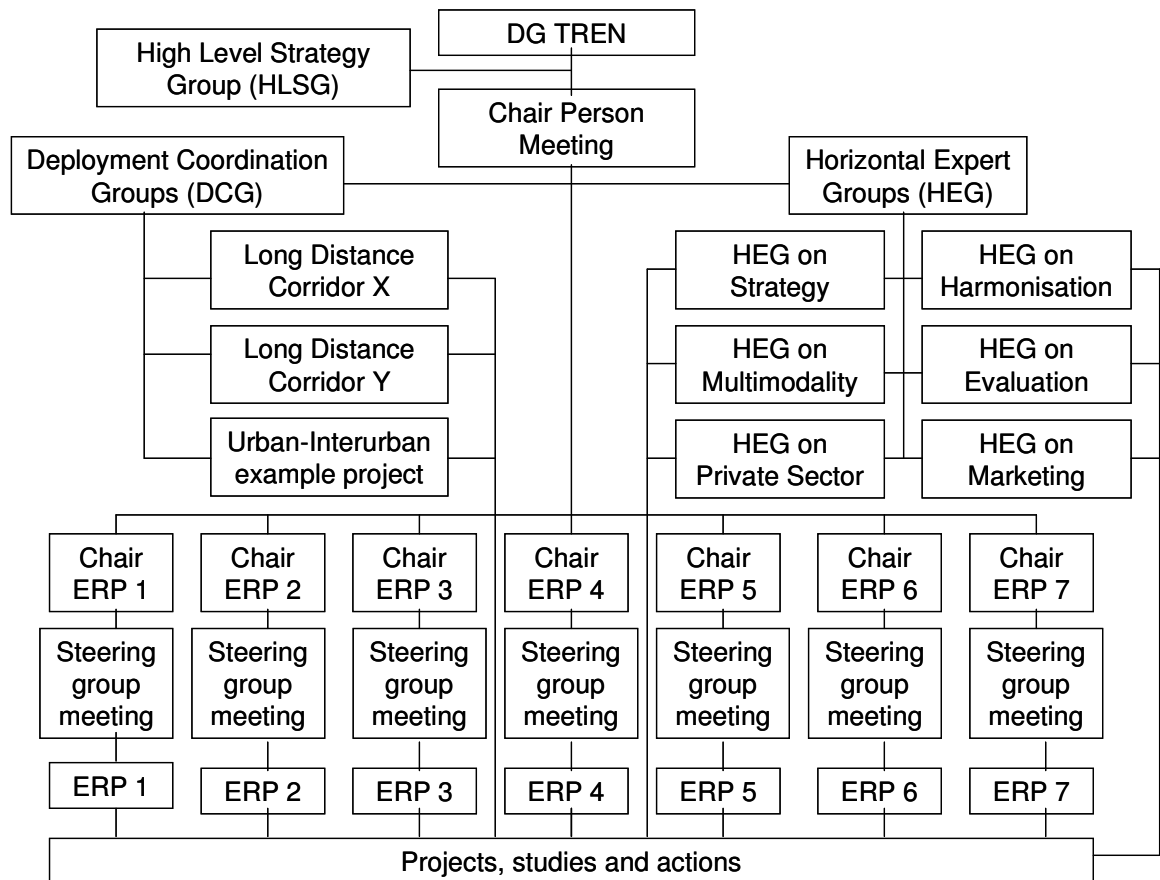 DG TREN
High Level Strategy
Group (HLSG)
Chair Person
Meeting
Deployment Coordination
Groups (DCG)
Horizontal Expert
Groups (HEG)
Long Distance
Corridor X
HEG on
Strategy
HEG on
Harmonisation
Long Distance
Corridor Y
HEG on
Multimodality
HEG on
Evaluation
Urban-Interurban
example project
HEG on
Private Sector
HEG on
Marketing
Chair
ERP 1
Chair
ERP 2
Chair
ERP 3
Chair
ERP 4
Chair
ERP 5
Chair
ERP 6
Chair
ERP 7
Steering
group
meeting
Steering
group
meeting
Steering
group
meeting
Steering
group
meeting
Steering
group
meeting
Steering
group
meeting
Steering
group
meeting
ERP 1
ERP 2
ERP 3
ERP 4
ERP 5
ERP 6
ERP 7
Projects, studies and actions